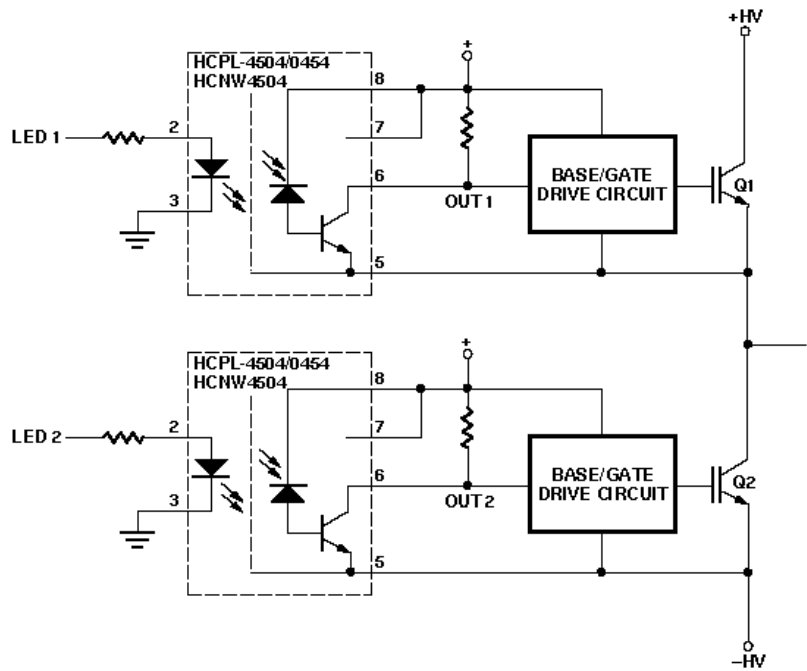 +HV
HCPL-4504/0454
HCNW4504
8
+
LED 1
2
7
BASE/GATE
DRIVE CIRCUIT
Q1
3
6
OUT 1
5
HCPL-4504/0454
HCNW4504
8
+
LED 2
2
7
BASE/GATE
DRIVE CIRCUIT
Q2
3
6
OUT 2
5
−HV